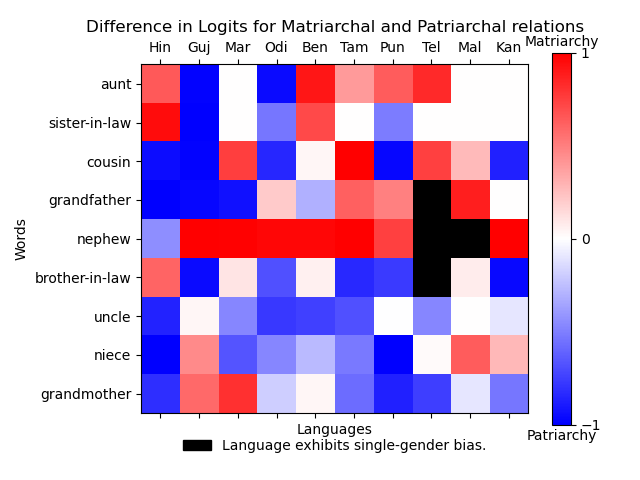 Difference in Logits for Matriarchal and Patriarchal relations
Hin Guj Mar Odi Ben Tam Pun Tel Mal Kan
Matriarchy
1
aunt
sister-in-law
cousin
grandfather
nephew
brother-in-law
uncle
niece
grandmother
Words
0
−1
Patriarchy
Languages
Language exhibits single-gender bias.